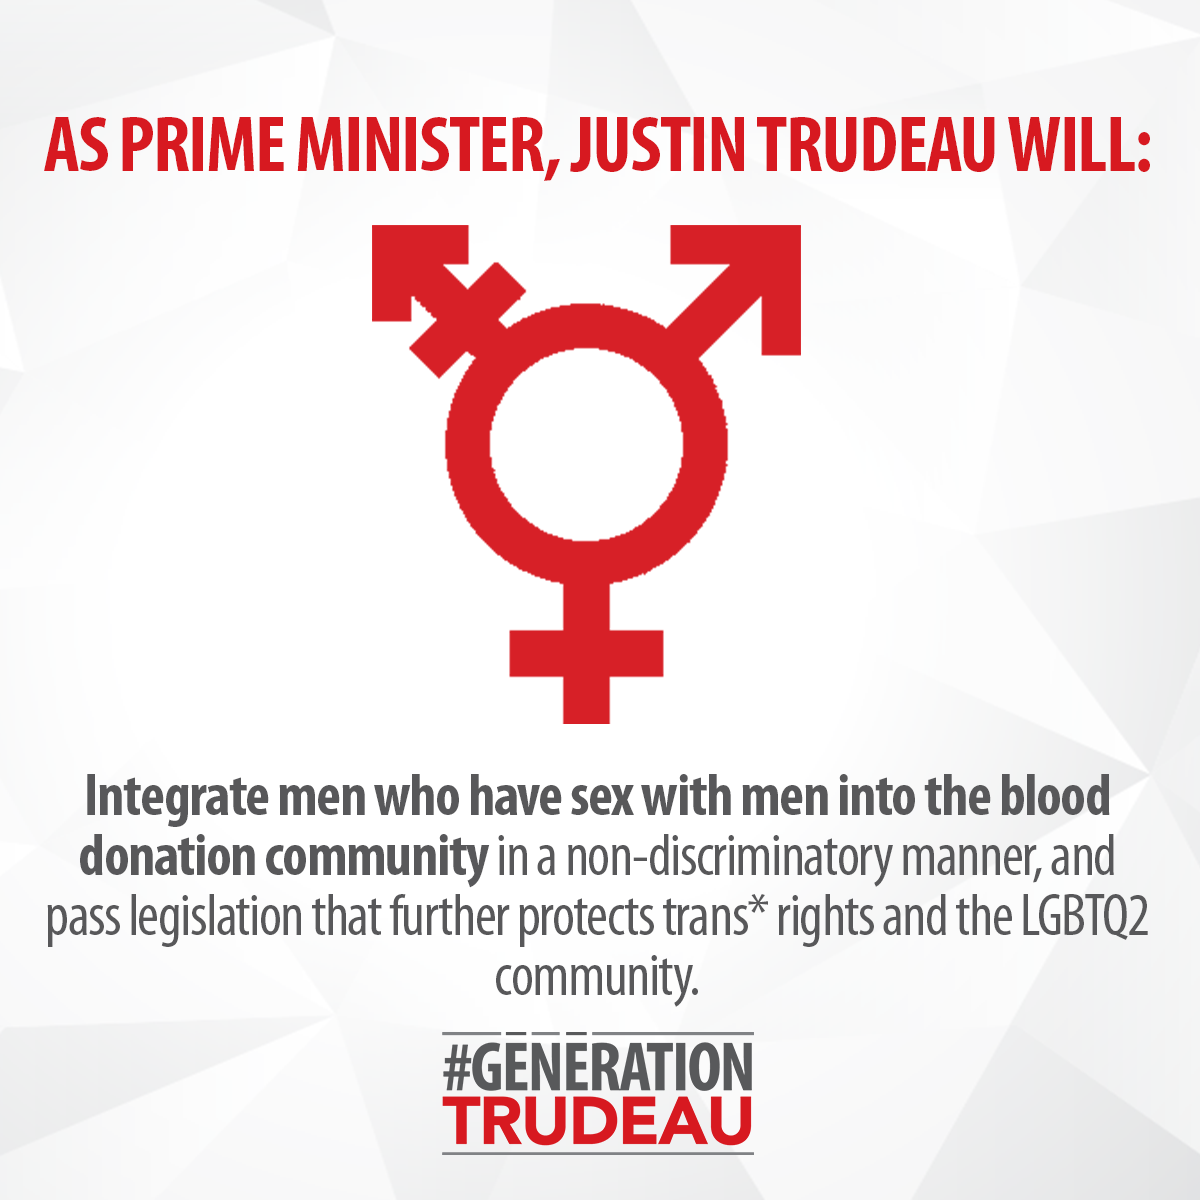 AS PRIME MINISTER, JUSTIN TRUDEAU WILL:
Integrate men who have sex with men into the blood
donation community in a non-discriminatory manner, and
pass legislation that further protects trans* rights and the LGBTQ2
community.
#GĒNĒRATION
TRUDEAU